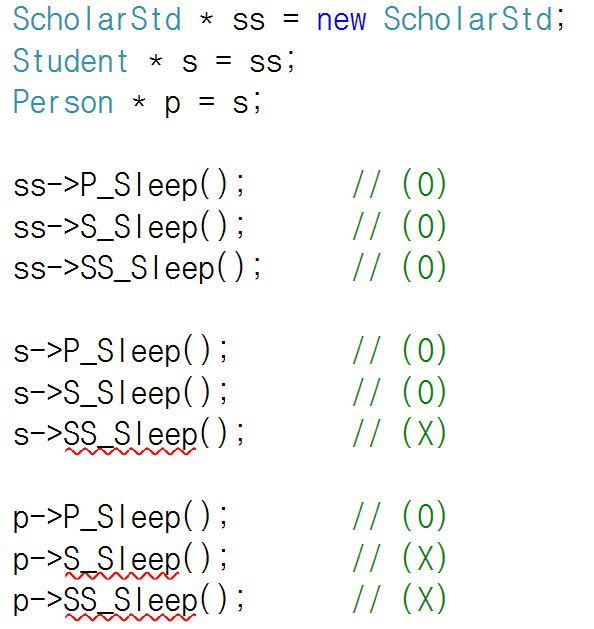 ScholarStd * ss = new ScholarStd;
Student * s = ss;
Person * p = s;
ss->P_Sleep(); // (O)
ss->S_Sleep(); // (O)
ss->SS_Sleep(); // (O)
s->P_Sleep(); // (O)
s->S_Sleep(); // (O)
s->SS_Sleep(); // (X)
p->P_Sleep(); // (O)
p->S_Sleep(); // (X)
p->SS_Sleep(); // (X)